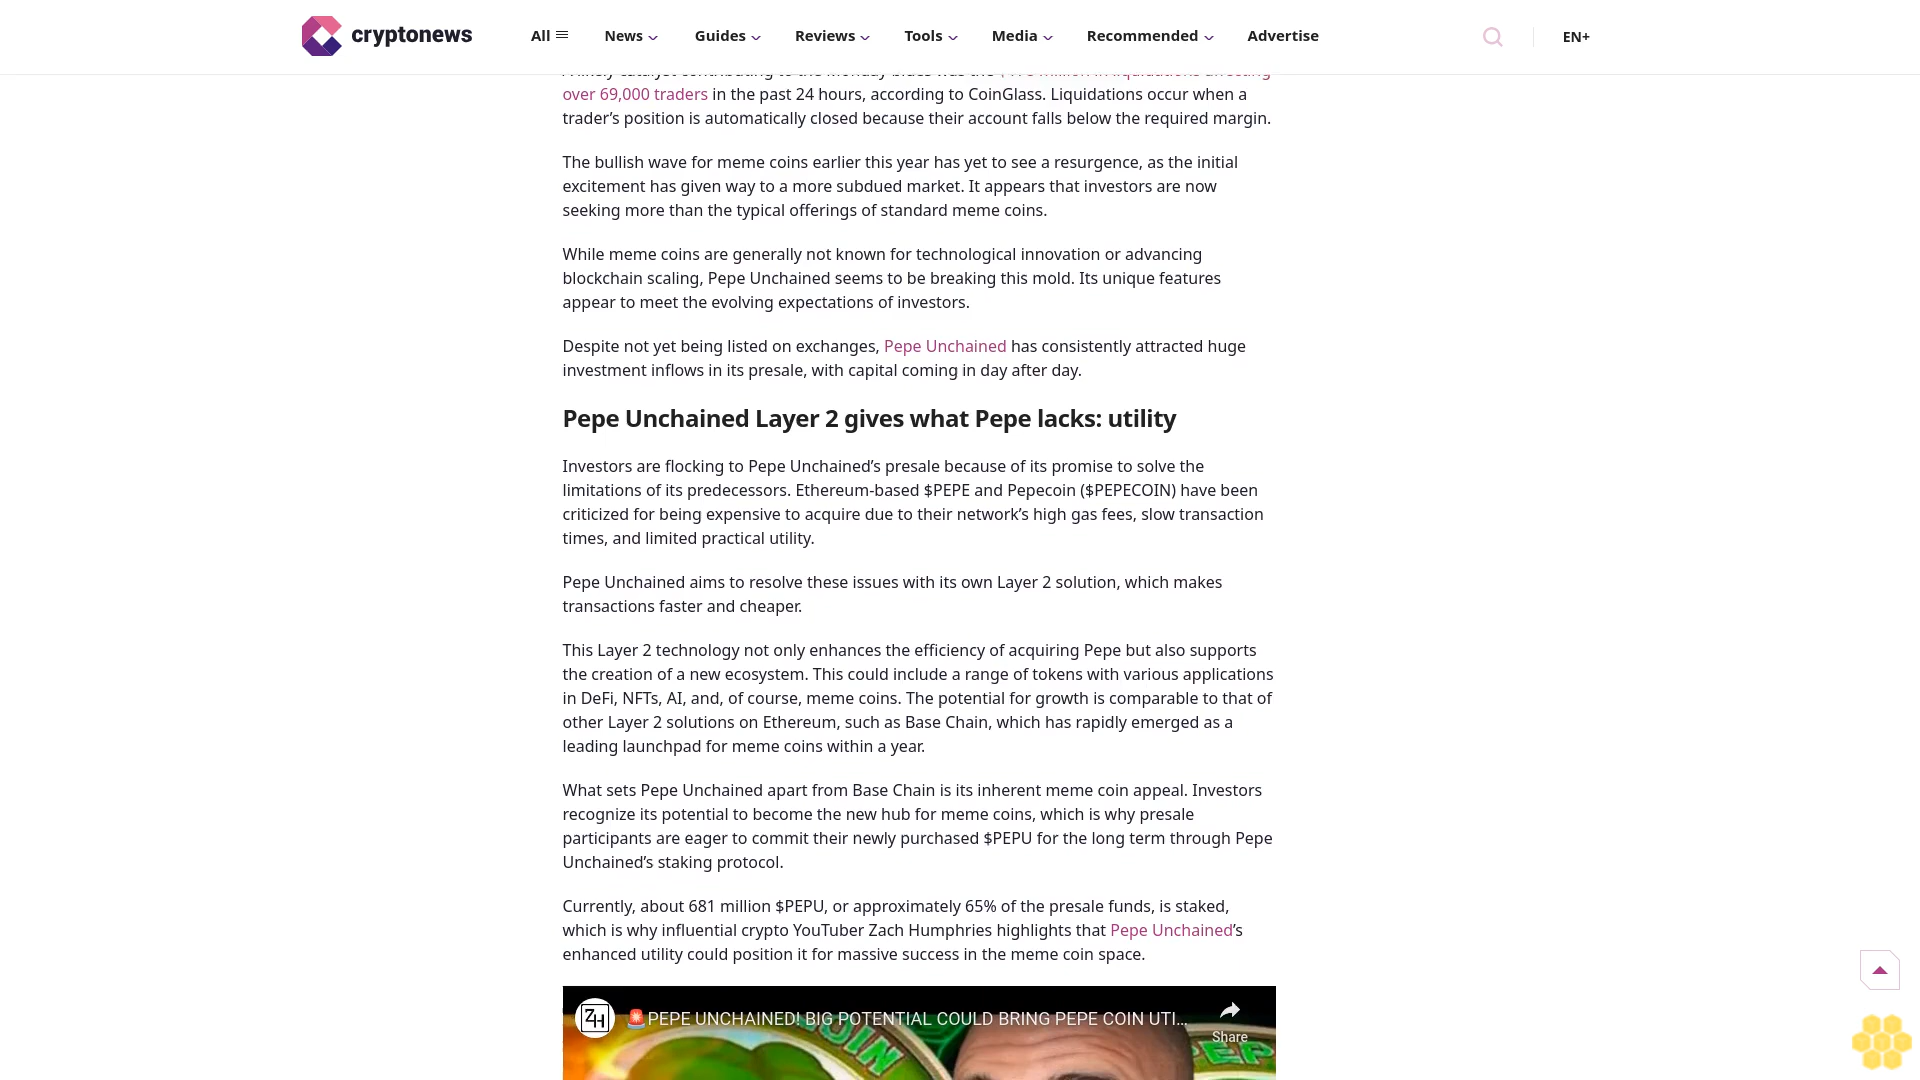 cryptonews
All
News
Guides
Reviews
Tools
Media
Recommended
Advertise
EN+
over 69,000 traders in the past 24 hours, according to CoinGlass. Liquidations occur when a
trader’s position is automatically closed because their account falls below the required margin.
The bullish wave for meme coins earlier this year has yet to see a resurgence, as the initial
excitement has given way to a more subdued market. It appears that investors are now
seeking more than the typical offerings of standard meme coins.
While meme coins are generally not known for technological innovation or advancing
blockchain scaling, Pepe Unchained seems to be breaking this mold. Its unique features
appear to meet the evolving expectations of investors.
Despite not yet being listed on exchanges, Pepe Unchained has consistently attracted huge
investment inflows in its presale, with capital coming in day after day.
Pepe Unchained Layer 2 gives what Pepe lacks: utility
Investors are flocking to Pepe Unchained’s presale because of its promise to solve the
limitations of its predecessors. Ethereum-based $PEPE and Pepecoin ($PEPECOIN) have been
criticized for being expensive to acquire due to their network’s high gas fees, slow transaction
times, and limited practical utility.
Pepe Unchained aims to resolve these issues with its own Layer 2 solution, which makes
transactions faster and cheaper.
This Layer 2 technology not only enhances the efficiency of acquiring Pepe but also supports
the creation of a new ecosystem. This could include a range of tokens with various applications
in DeFi, NFTs, AI, and, of course, meme coins. The potential for growth is comparable to that of
other Layer 2 solutions on Ethereum, such as Base Chain, which has rapidly emerged as a
leading launchpad for meme coins within a year.
What sets Pepe Unchained apart from Base Chain is its inherent meme coin appeal. Investors
recognize its potential to become the new hub for meme coins, which is why presale
participants are eager to commit their newly purchased $PEPU for the long term through Pepe
Unchained’s staking protocol.
Currently, about 681 million $PEPU, or approximately 65% of the presale funds, is staked,
which is why influential crypto YouTuber Zach Humphries highlights that Pepe Unchained’s
enhanced utility could position it for massive success in the meme coin space.
ZH
🚨PEPE UNCHAINED! BIG POTENTIAL COULD BRING PEPE COIN UTI...
Share
COIN